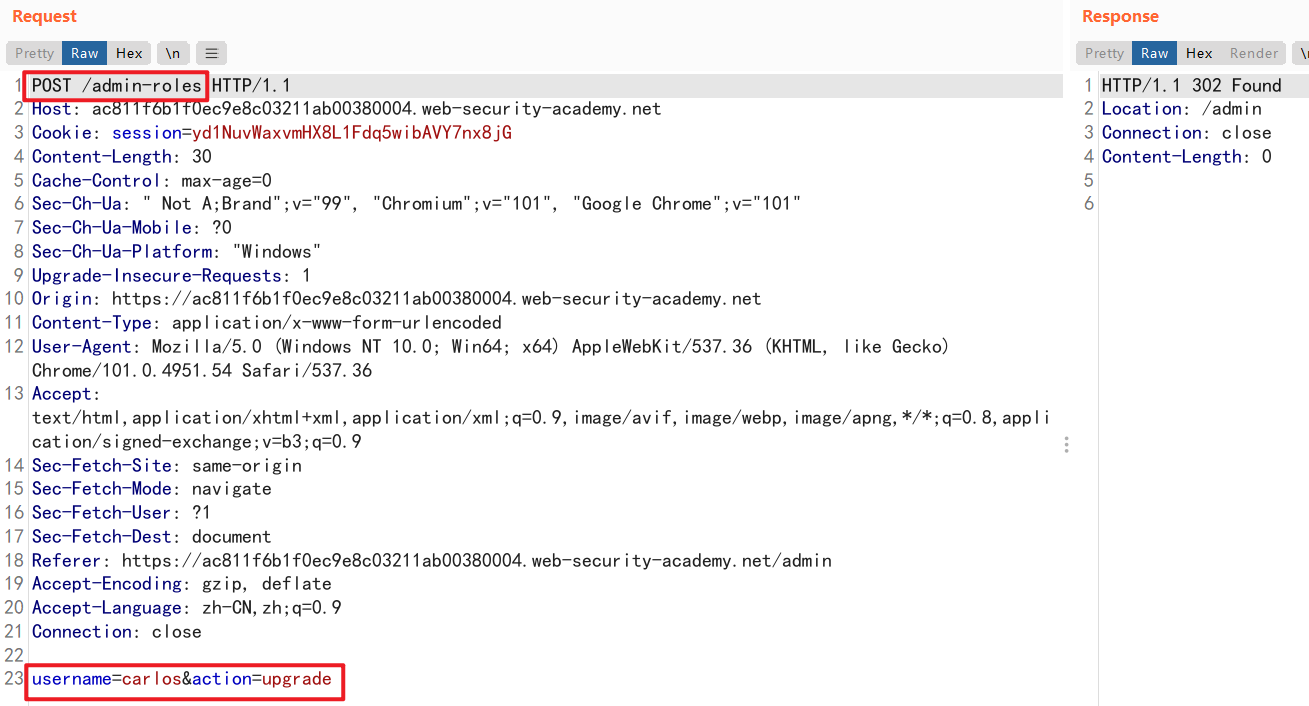 Request
Pretty Raw Hex \n ≡
1 POST /admin-roles HTTP/1.1
2 Host: ac811f6b1f0ec9e8c03211ab00380004.web-security-academy.net
3 Cookie: session=yd1NuvWaxvmHX8L1Fdq5wibAVY7nx8jG
4 Content-Length: 30
5 Cache-Control: max-age=0
6 Sec-Ch-Ua: " Not A;Brand";v="99", "Chromium";v="101", "Google Chrome";v="101"
7 Sec-Ch-Ua-Mobile: ?0
8 Sec-Ch-Ua-Platform: "Windows"
9 Upgrade-Insecure-Requests: 1
10 Origin: https://ac811f6b1f0ec9e8c03211ab00380004.web-security-academy.net
11 Content-Type: application/x-www-form-urlencoded
12 User-Agent: Mozilla/5.0 (Windows NT 10.0; Win64; x64) AppleWebKit/537.36 (KHTML, like Gecko)
Chrome/101.0.4951.54 Safari/537.36
13 Accept:
text/html,application/xhtml+xml,application/xml;q=0.9,image/avif,image/webp,image/apng,*/*;q=0.8,appli
cation/signed-exchange;v=b3;q=0.9
14 Sec-Fetch-Site: same-origin
15 Sec-Fetch-Mode: navigate
16 Sec-Fetch-User: ?1
17 Sec-Fetch-Dest: document
18 Referer: https://ac811f6b1f0ec9e8c03211ab00380004.web-security-academy.net/admin
19 Accept-Encoding: gzip, deflate
20 Accept-Language: zh-CN,zh;q=0.9
21 Connection: close
22
23 username=carlos&action=upgrade
Response
Pretty Raw Hex Render \n
1 HTTP/1.1 302 Found
2 Location: /admin
3 Connection: close
4 Content-Length: 0
5
6